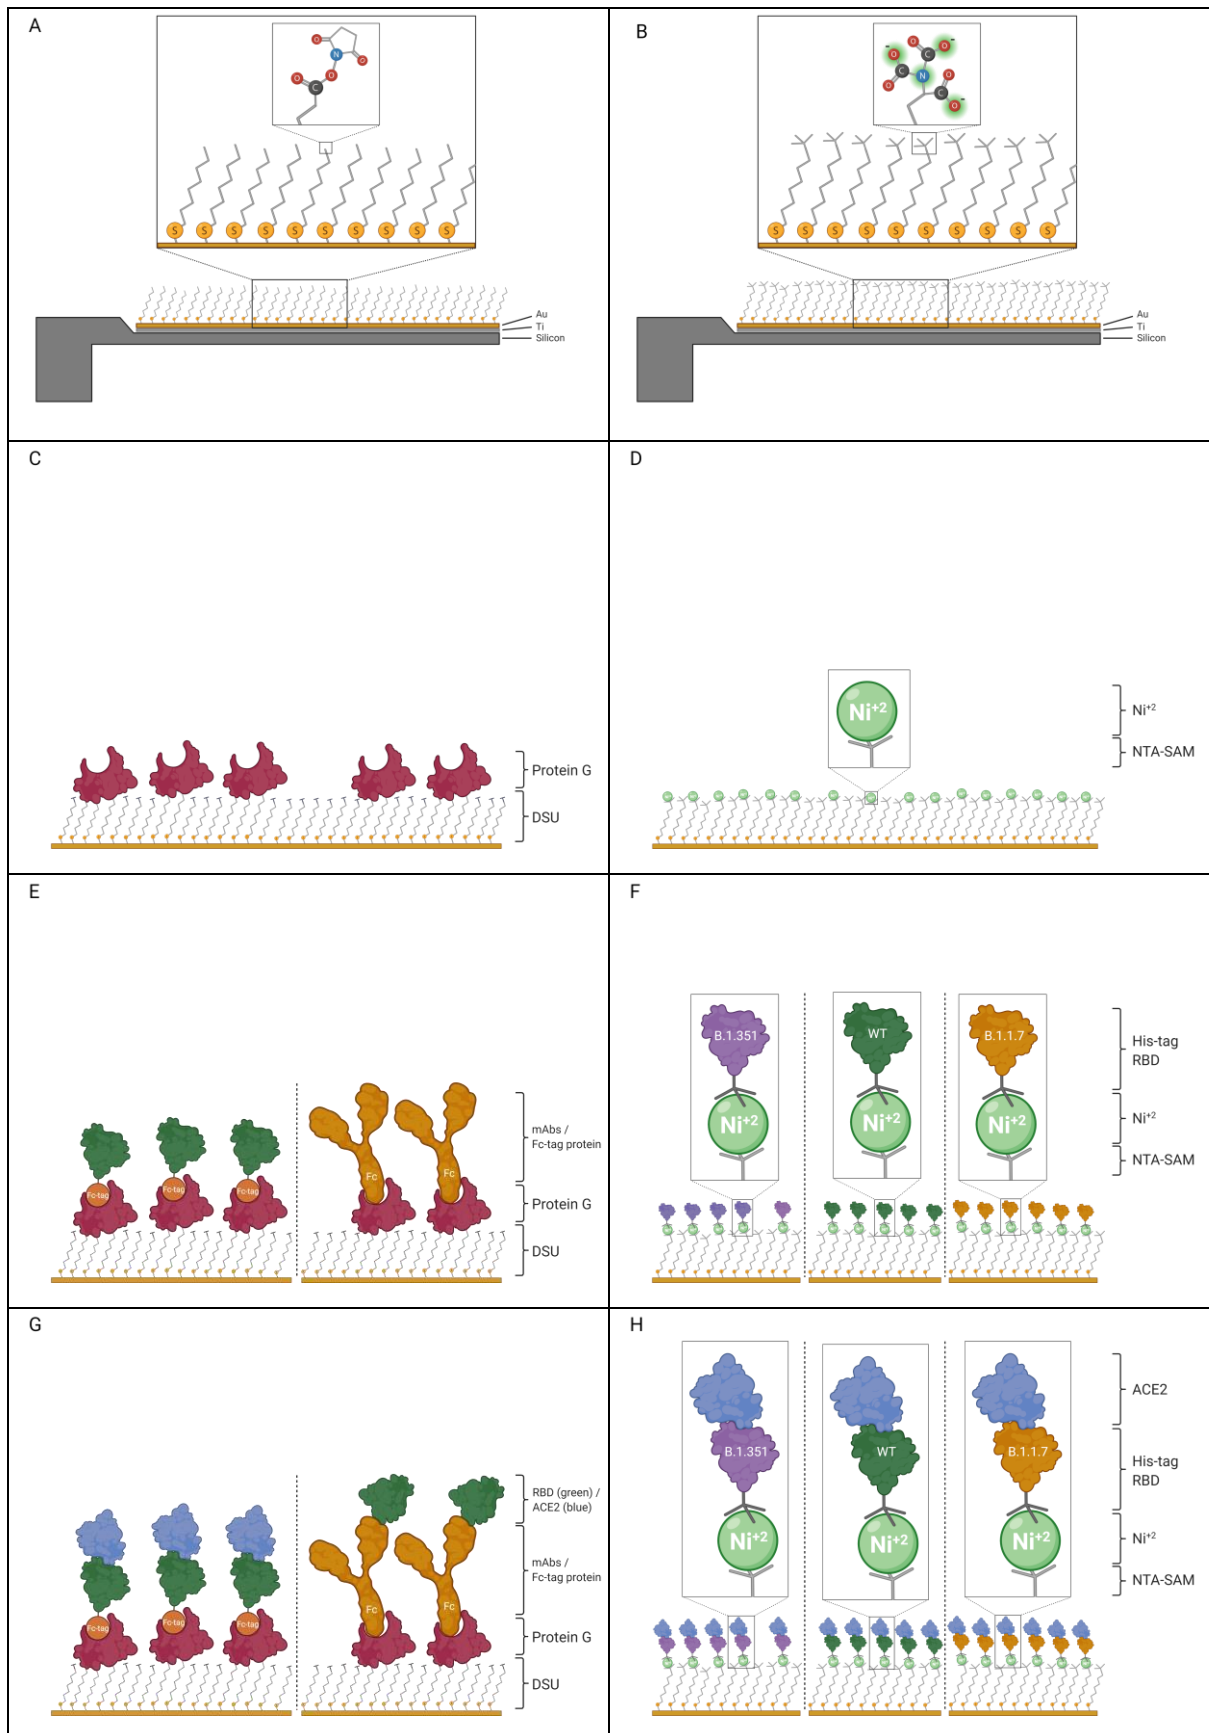 A
O
O
N
O
O
C
S S S S S S S S S S
Au
Ti
Silicon
B
O
O
C
C
N
O
O
C
O
O
S S S S S S S S S S
Au
Ti
Silicon
C
Protein G
DSU
D
Ni+2
Ni+2
NTA-SAM
E
mAbs /
Fc-tag protein
Fc-tag Fc-tag Fc-tag
Fc Fc
Protein G
DSU
F
B.1.351 WT B.1.1.7
His-tag
RBD
Ni+2 Ni+2 Ni+2
Ni+2
NTA-SAM
G
RBD (green) /
ACE2 (blue)
mAbs /
Fc-tag protein
Fc-tag Fc-tag Fc-tag
Fc Fc
Protein G
DSU
H
ACE2
B.1.351 WT B.1.1.7
His-tag
RBD
Ni+2 Ni+2 Ni+2
Ni+2
NTA-SAM